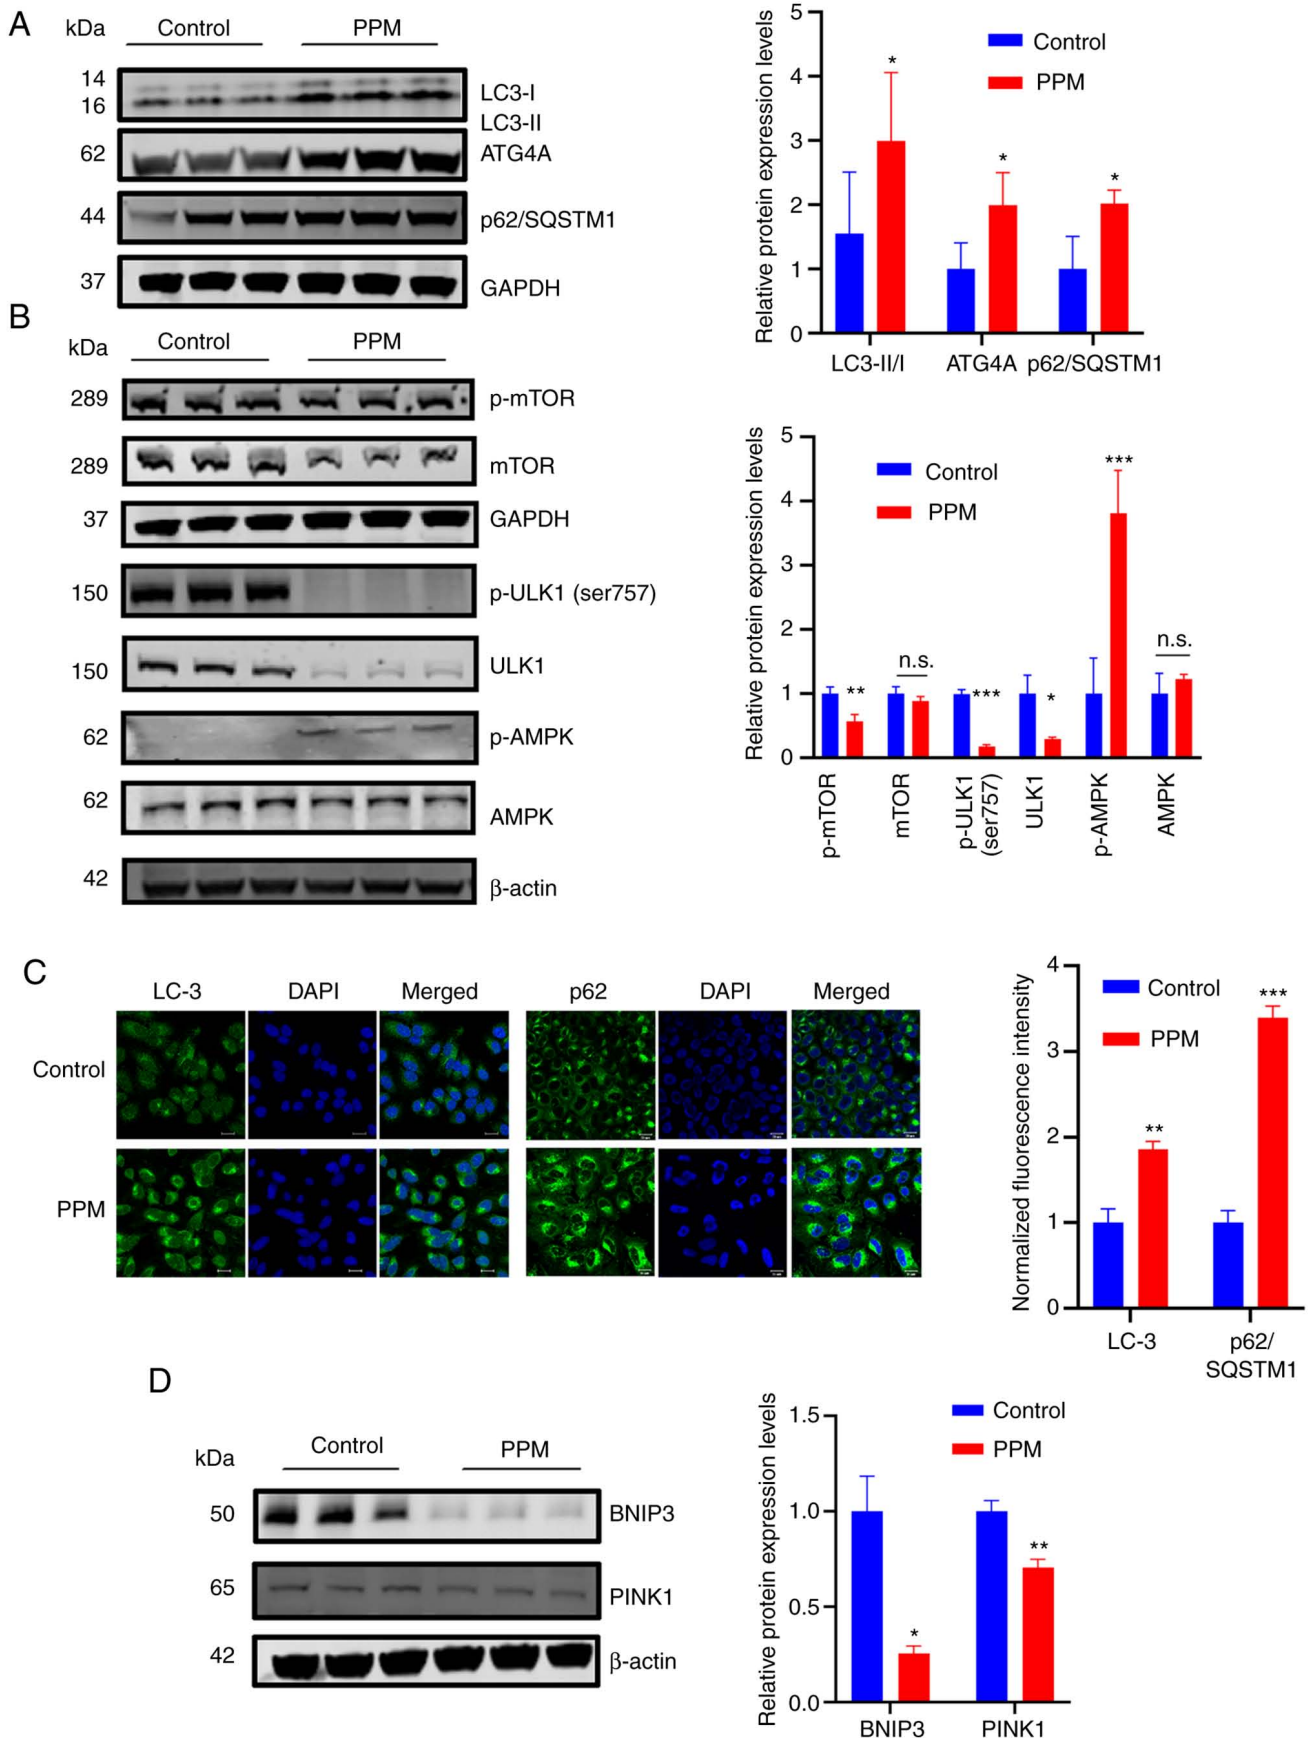 A
kDa
Control
PPM
14
16
LC3-I
LC3-II
62
ATG4A
44
p62/SQSTM1
37
GAPDH
Relative protein expression levels
5
4
3
2
1
0
Control
PPM
*
*
*
LC3-II/I
ATG4A
p62/SQSTM1
B
kDa
Control
PPM
289
p-mTOR
289
mTOR
37
GAPDH
150
p-ULK1 (ser757)
150
ULK1
62
p-AMPK
62
AMPK
42
β-actin
Relative protein expression levels
5
4
3
2
1
0
Control
PPM
**
n.s.
***
*
***
n.s.
p-mTOR
mTOR
p-ULK1
(ser757)
ULK1
p-AMPK
AMPK
C
LC-3
DAPI
Merged
p62
DAPI
Merged
Control
PPM
Normalized fluorescence intensity
4
3
2
1
0
Control
PPM
**
***
LC-3
p62/
SQSTM1
D
kDa
Control
PPM
50
BNIP3
65
PINK1
42
β-actin
Relative protein expression levels
1.5
1.0
0.5
0.0
Control
PPM
*
**
BNIP3
PINK1